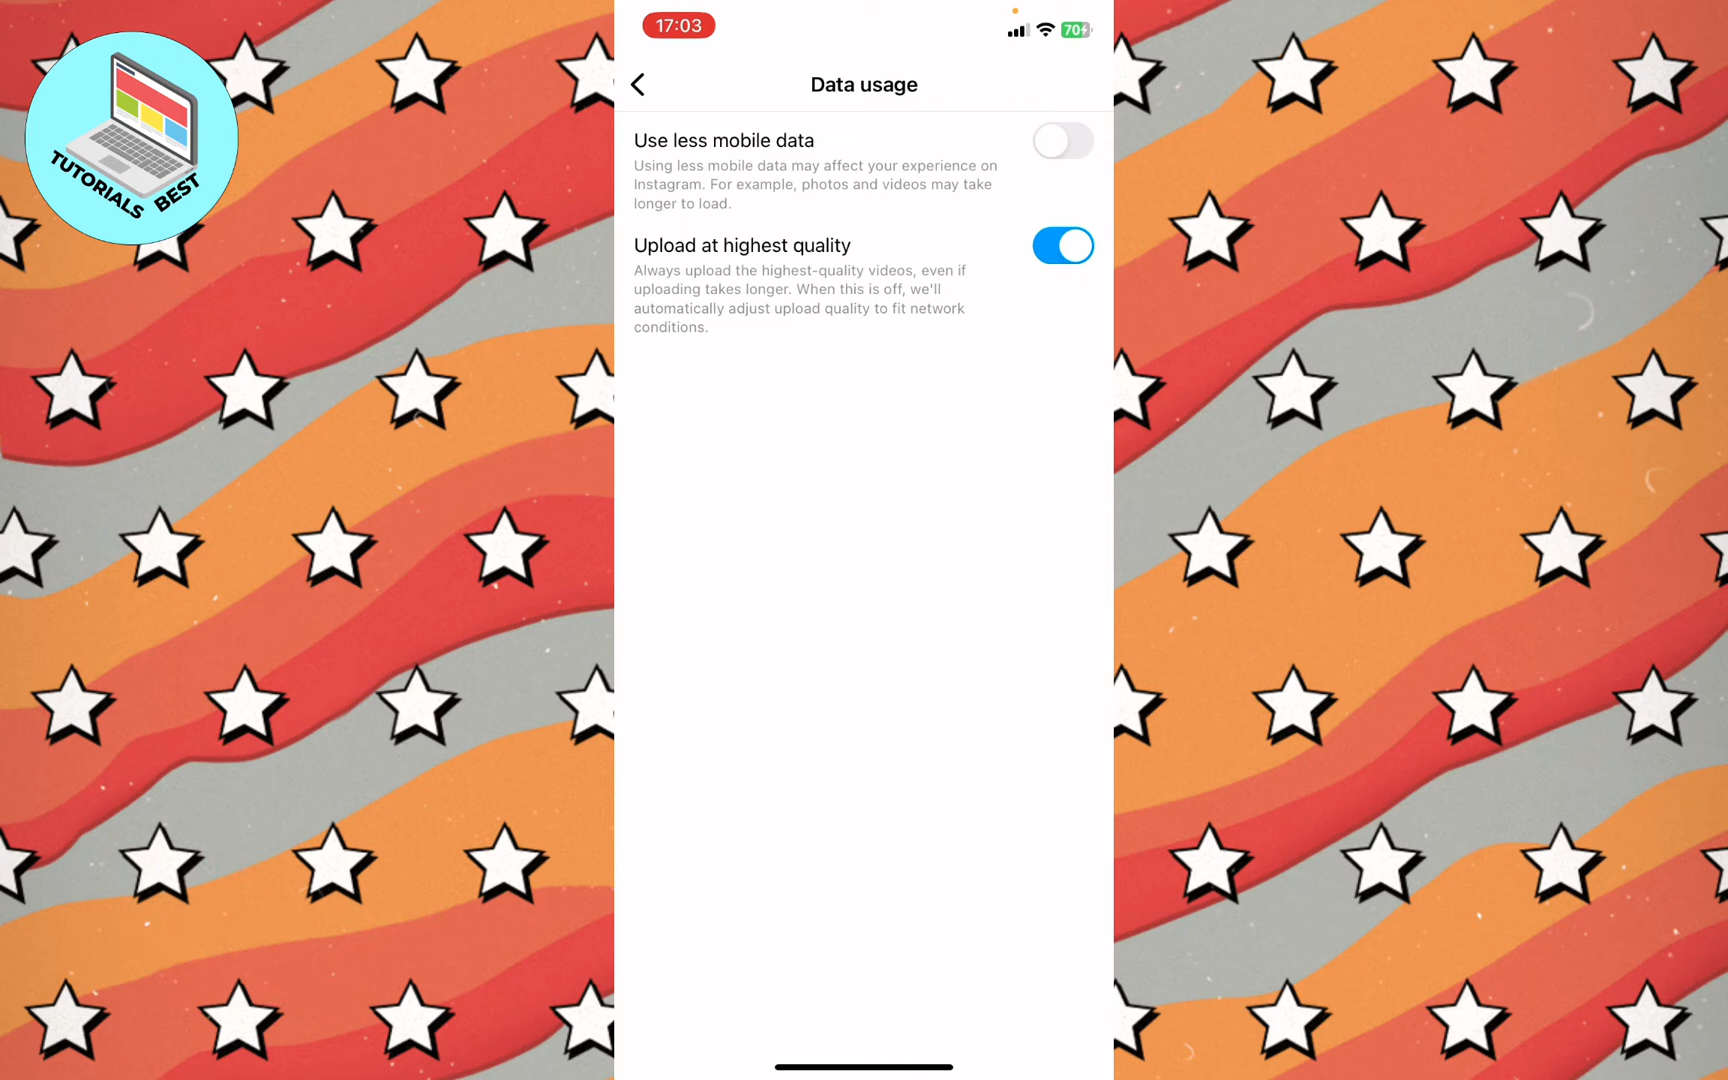 TUTORIALS BEST
17:03
70
Data usage
Use less mobile data
Using less mobile data may affect your experience on
Instagram. For example, photos and videos may take
longer to load.
Upload at highest quality
Always upload the highest-quality videos, even if
uploading takes longer. When this is off, we'll
automatically adjust upload quality to fit network
conditions.